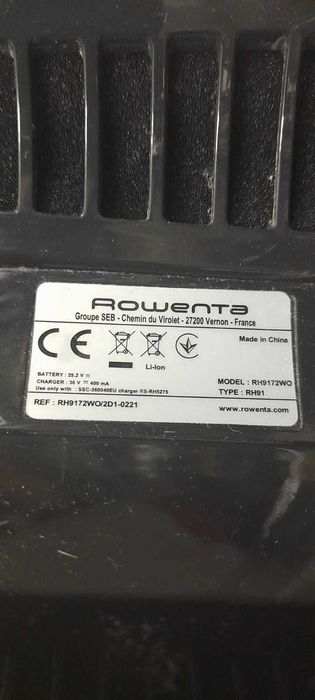 Rowenta
Groupe SEB - Chemin du Virolet - 27200 Vernon - France
Made in China
Li-Ion
BATTERY : 25.2 V ⎓
CHARGER : 36 V ⎓ 400 mA
Use only with : SSC-360040EU charger RS-RH5275
MODEL : RH9172WO
TYPE : RH91
REF : RH9172WO/2D1-0221
www.rowenta.com